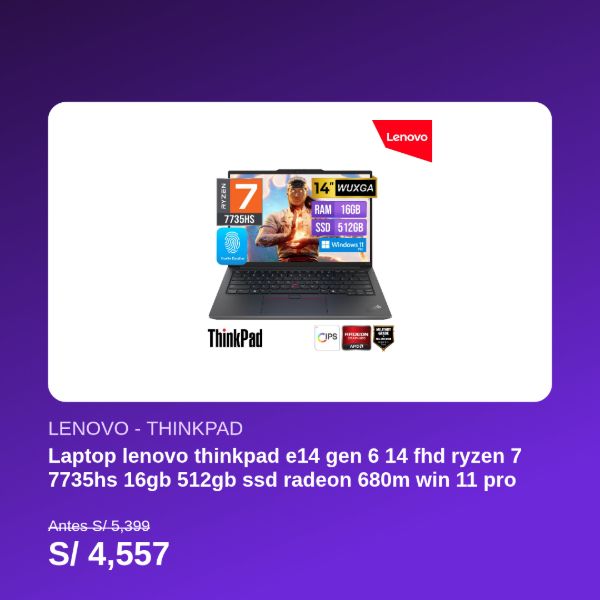 Lenovo
RYZEN
7
7735HS
14" WUXGA
RAM 16GB
SSD 512GB
Windows 11
ThinkPad
IPS
RADEON
AMD
LENOVO - THINKPAD
Laptop lenovo thinkpad e14 gen 6 14 fhd ryzen 7
7735hs 16gb 512gb ssd radeon 680m win 11 pro
Antes S/ 5,399
S/ 4,557